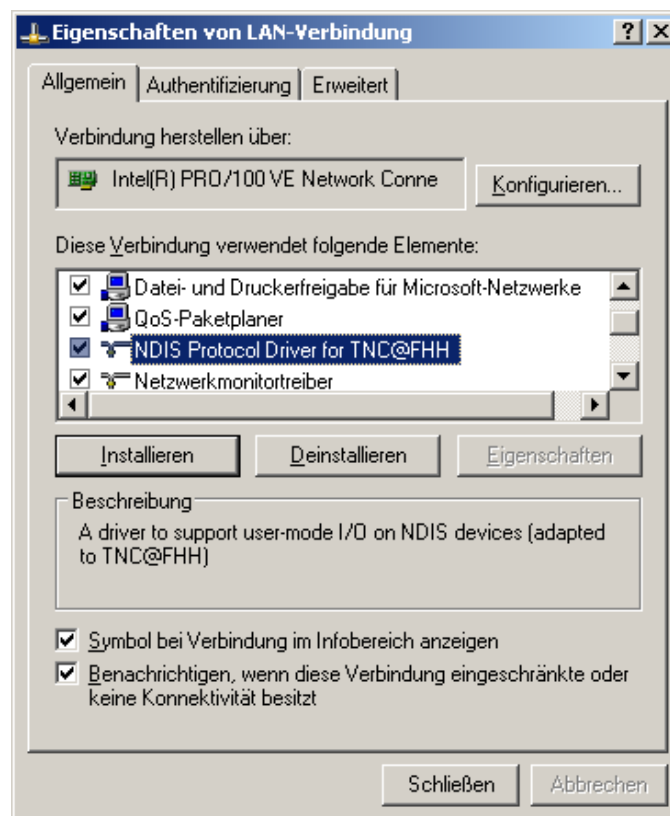 Eigenschaften von LAN-Verbindung
Allgemein
Authentifizierung
Erweitert
Verbindung herstellen über:
Intel(R) PRO/100 VE Network Conne
Konfigurieren...
Diese Verbindung verwendet folgende Elemente:
Datei- und Druckerfreigabe für Microsoft-Netzwerke
QoS-Paketplaner
NDIS Protocol Driver for TNC@FHH
Netzwerkmonitortreiber
Installieren
Deinstallieren
Eigenschaften
Beschreibung
A driver to support user-mode I/O on NDIS devices (adapted
to TNC@FHH)
Symbol bei Verbindung im Infobereich anzeigen
Benachrichtigen, wenn diese Verbindung eingeschränkte oder
keine Konnektivität besitzt
Schließen
Abbrechen